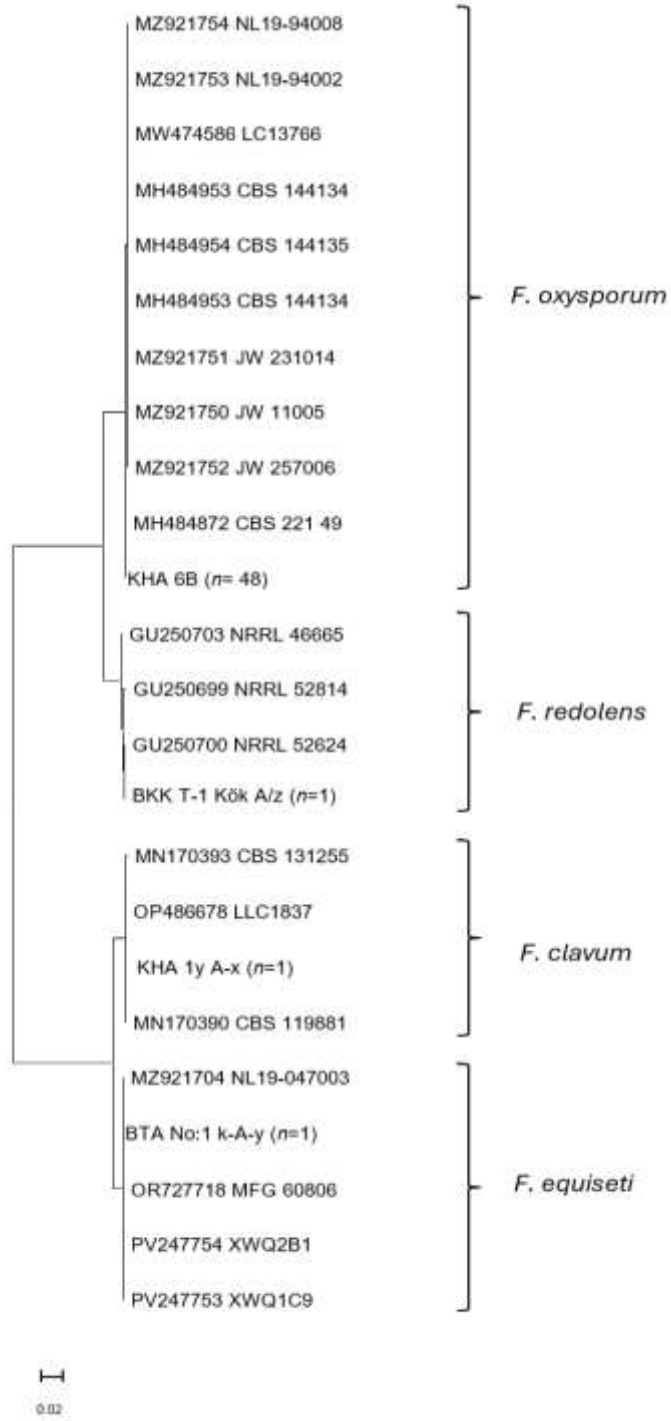 MZ921754 NL19-94008
MZ921753 NL19-94002
MW474586 LC13766
MH484953 CBS 144134
MH484954 CBS 144135
MH484953 CBS 144134
F. oxysporum
MZ921751 JW 231014
MZ921750 JW 11005
MZ921752 JW 257006
MH484872 CBS 221 49
KHA 6B (n= 48)
GU250703 NRRL 46665
GU250699 NRRL 52814
F. redolens
GU250700 NRRL 52624
BKK T-1 Kök A/z (n=1)
MN170393 CBS 131255
OP486678 LLC1837
F. clavum
KHA 1y A-x (n=1)
MN170390 CBS 119881
MZ921704 NL19-047003
BTA No:1 k-A-y (n=1)
OR727718 MFG 60806
F. equiseti
PV247754 XWQ2B1
PV247753 XWQ1C9
0.02